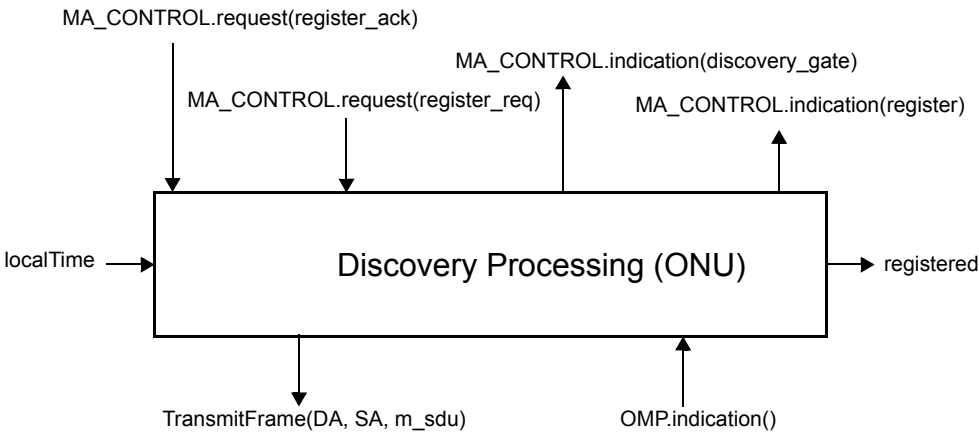 MA_CONTROL.request(register_ack)
MA_CONTROL.indication(discovery_gate)
MA_CONTROL.request(register_req)
MA_CONTROL.indication(register)
localTime
Discovery Processing (ONU)
registered
TransmitFrame(DA, SA, m_sdu)
OMP.indication()